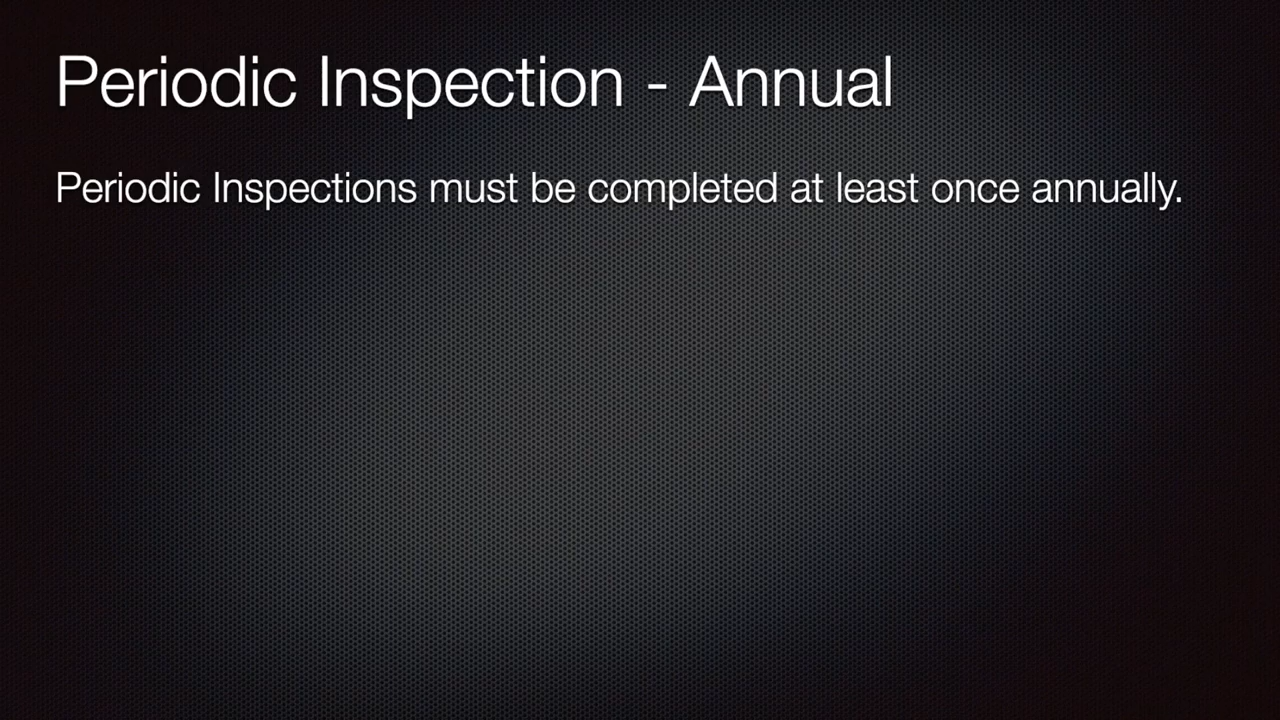 Periodic Inspection - Annual
Periodic Inspections must be completed at least once annually.